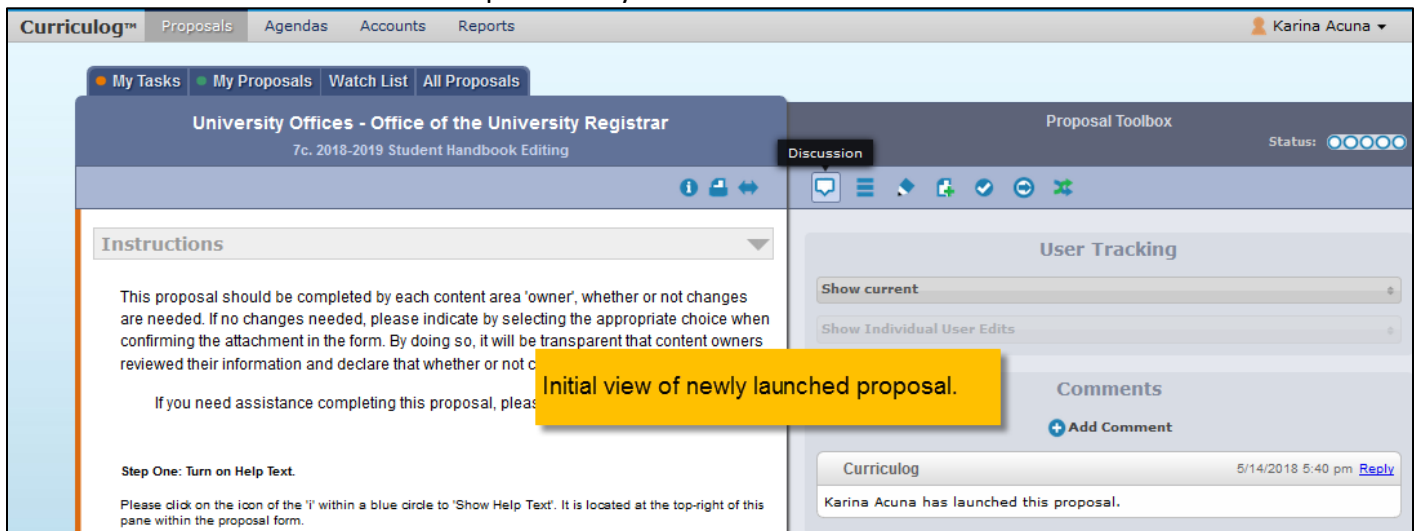 Curriculog™ Proposals Agendas Accounts Reports Karina Acuna
My Tasks My Proposals Watch List All Proposals
University Offices - Office of the University Registrar
7c. 2018-2019 Student Handbook Editing
Proposal Toolbox
Status:
Discussion
Instructions
This proposal should be completed by each content area 'owner', whether or not changes
are needed. If no changes needed, please indicate by selecting the appropriate choice when
confirming the attachment in the form. By doing so, it will be transparent that content owners
reviewed their information and declare that whether or not
If you need assistance completing this proposal,
Step One: Turn on Help Text.
Please click on the icon of the 'i' within a blue circle to 'Show Help Text'. It is located at the top-right of this
pane within the proposal form.
Initial view of newly launched proposal.
User Tracking
Show current
Show Individual User Edits
Comments
Add Comment
Curriculog 5/14/2018 5:40 pm Reply
Karina Acuna has launched this proposal.